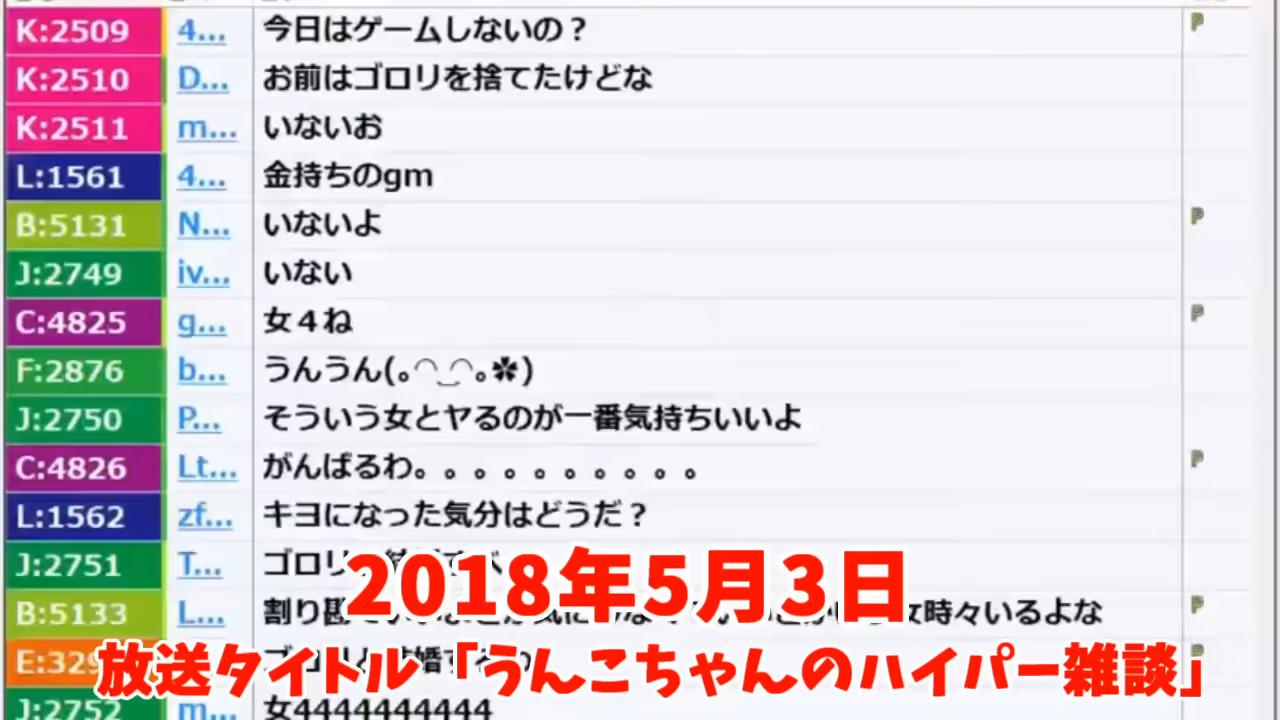 K:2509 4... 今日はゲームしないの？ P
K:2510 D... お前はゴロリを捨てたけどな
K:2511 m... いないお
L:1561 4... 金持ちのgm
B:5131 N... いないよ P
J:2749 iv... いない
C:4825 g... 女４ね P
F:2876 b... うんうん(｡◠‿◠｡✽)
J:2750 P... そういう女とヤるのが一番気持ちいいよ
C:4826 Lt... がんばるわ。。。。。。。。。。 P
L:1562 zf... キヨになった気分はどうだ？
J:2751 T... ゴロリ
2018年5月3日
B:5133 L... 割り勘 女時々いるよな P
E:329 P
放送タイトル「うんこちゃんのハイパー雑談」
J:2752 m... 女4444444444